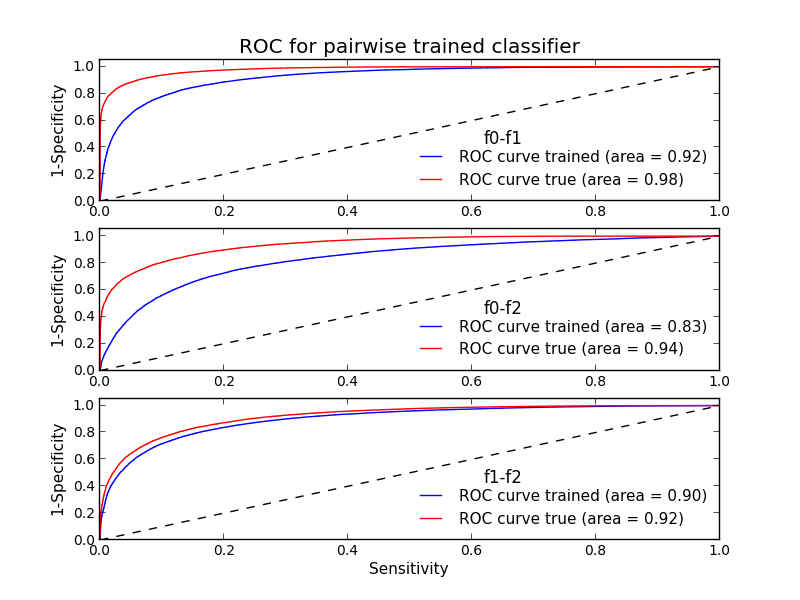 ROC for pairwise trained classifier
1.0
0.8
0.6
0.4
0.2
0.0
1-Specificity
f0-f1
ROC curve trained (area = 0.92)
ROC curve true (area = 0.98)
0.0 0.2 0.4 0.6 0.8 1.0
1.0
0.8
0.6
0.4
0.2
0.0
1-Specificity
f0-f2
ROC curve trained (area = 0.83)
ROC curve true (area = 0.94)
0.0 0.2 0.4 0.6 0.8 1.0
1.0
0.8
0.6
0.4
0.2
0.0
1-Specificity
f1-f2
ROC curve trained (area = 0.90)
ROC curve true (area = 0.92)
0.0 0.2 0.4 0.6 0.8 1.0
Sensitivity